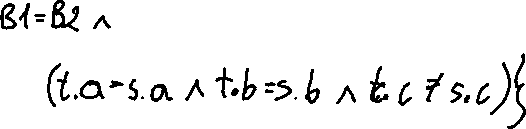 B1=B2 ∧
(t.a=s.a ∧ t.b=s.b ∧ t.c≠s.c)}